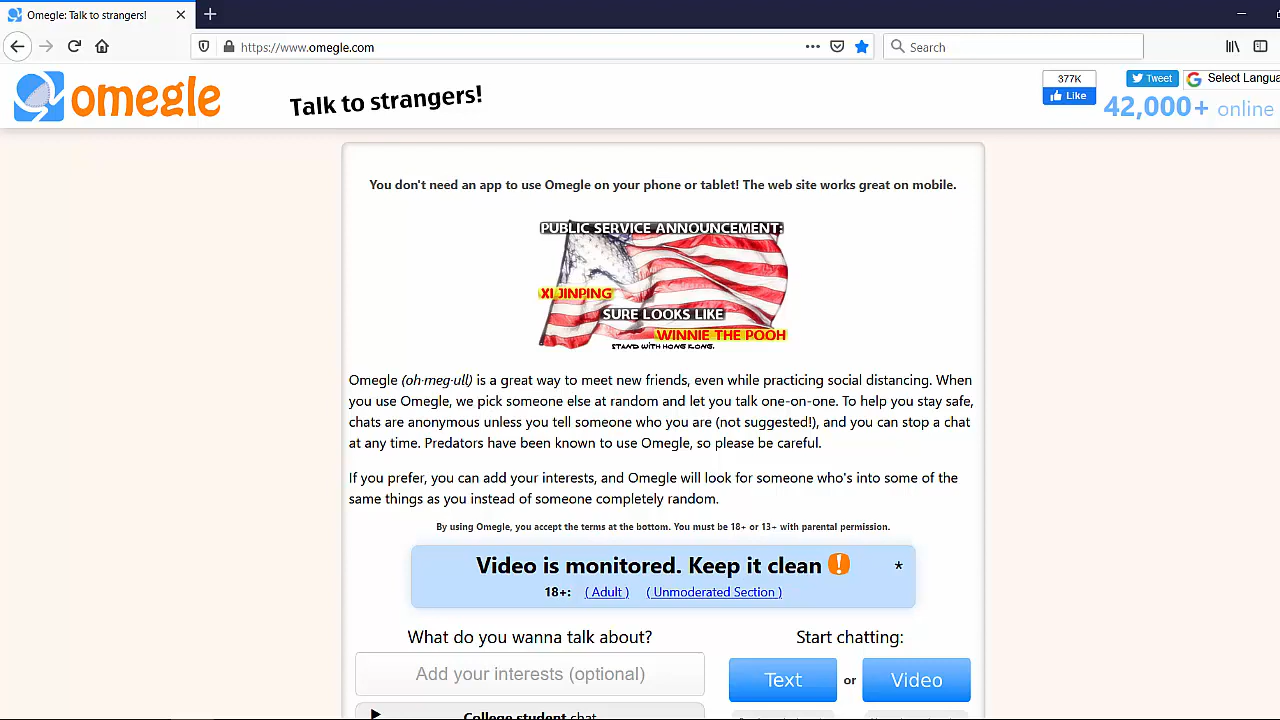 Omegle: Talk to strangers!
https://www.omegle.com
Search
omegle
Talk to strangers!
377K
Like
Tweet
Select Langua
42,000+ online
You don't need an app to use Omegle on your phone or tablet! The web site works great on mobile.
PUBLIC SERVICE ANNOUNCEMENT:
XI JINPING
SURE LOOKS LIKE
WINNIE THE POOH
STAND WITH HONG KONG.
Omegle (oh·meg·ull) is a great way to meet new friends, even while practicing social distancing. When
you use Omegle, we pick someone else at random and let you talk one-on-one. To help you stay safe,
chats are anonymous unless you tell someone who you are (not suggested!), and you can stop a chat
at any time. Predators have been known to use Omegle, so please be careful.
If you prefer, you can add your interests, and Omegle will look for someone who's into some of the
same things as you instead of someone completely random.
By using Omegle, you accept the terms at the bottom. You must be 18+ or 13+ with parental permission.
Video is monitored. Keep it clean ! *
18+: (Adult) (Unmoderated Section)
What do you wanna talk about?
Start chatting:
Add your interests (optional)
Text or Video
College student chat